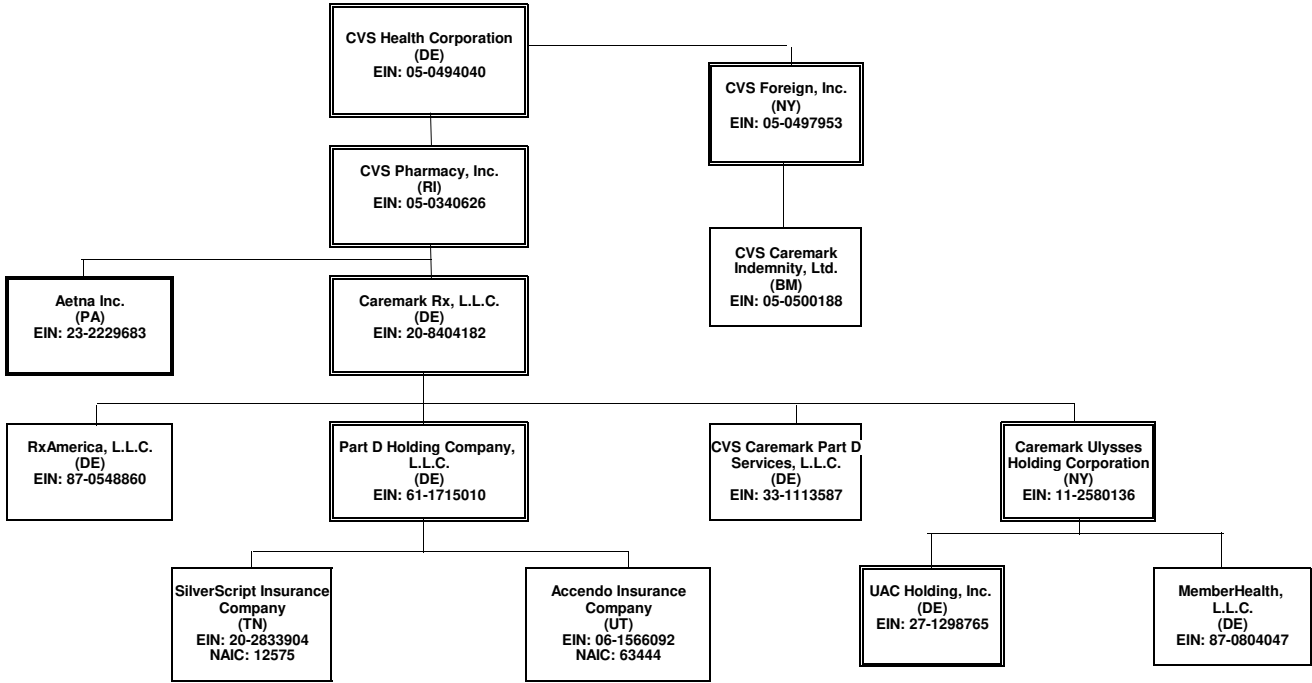 CVS Health Corporation
(DE)
EIN: 05-0494040
CVS Foreign, Inc.
(NY)
EIN: 05-0497953
CVS Pharmacy, Inc.
(RI)
EIN: 05-0340626
CVS Caremark
Indemnity, Ltd.
(BM)
EIN: 05-0500188
Aetna Inc.
(PA)
EIN: 23-2229683
Caremark Rx, L.L.C.
(DE)
EIN: 20-8404182
RxAmerica, L.L.C.
(DE)
EIN: 87-0548860
Part D Holding Company,
L.L.C.
(DE)
EIN: 61-1715010
CVS Caremark Part D
Services, L.L.C.
(DE)
EIN: 33-1113587
Caremark Ulysses
Holding Corporation
(NY)
EIN: 11-2580136
SilverScript Insurance
Company
(TN)
EIN: 20-2833904
NAIC: 12575
Accendo Insurance
Company
(UT)
EIN: 06-1566092
NAIC: 63444
UAC Holding, Inc.
(DE)
EIN: 27-1298765
MemberHealth,
L.L.C.
(DE)
EIN: 87-0804047